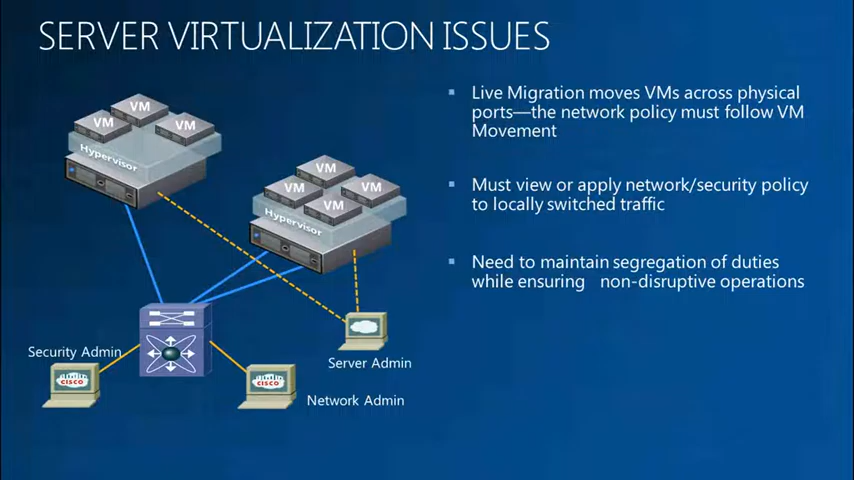 SERVER VIRTUALIZATION ISSUES
VM
VM
VM
Hypervisor
VM
VM
VM
VM
Hypervisor
Security Admin
CISCO
CISCO
Server Admin
Network Admin
Live Migration moves VMs across physical
ports—the network policy must follow VM
Movement
Must view or apply network/security policy
to locally switched traffic
Need to maintain segregation of duties
while ensuring non-disruptive operations